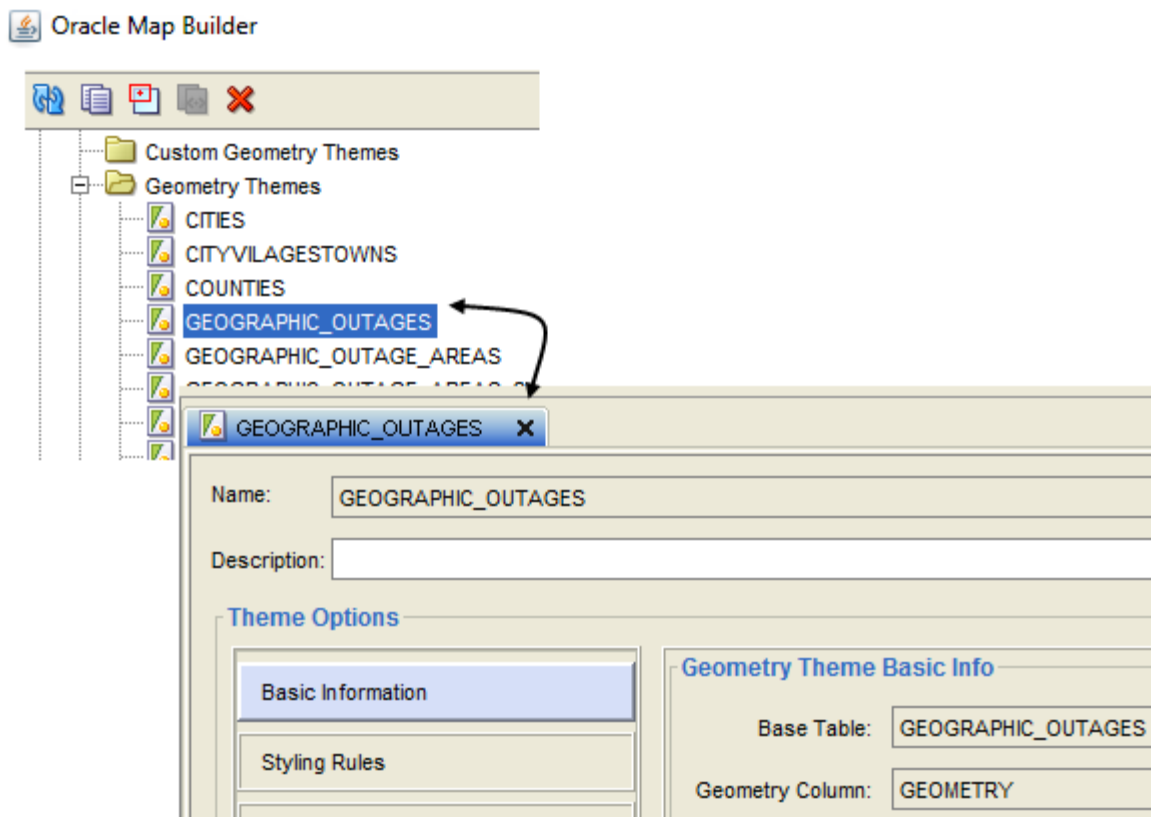 Oracle Map Builder
Custom Geometry Themes
Geometry Themes
CITIES
CITYVILAGESTOWNS
COUNTIES
GEOGRAPHIC_OUTAGES
GEOGRAPHIC_OUTAGE_AREAS
GEOGRAPHIC_OUTAGES
Name: GEOGRAPHIC_OUTAGES
Description:
Theme Options
Basic Information
Styling Rules
Geometry Theme Basic Info
Base Table: GEOGRAPHIC_OUTAGES
Geometry Column: GEOMETRY